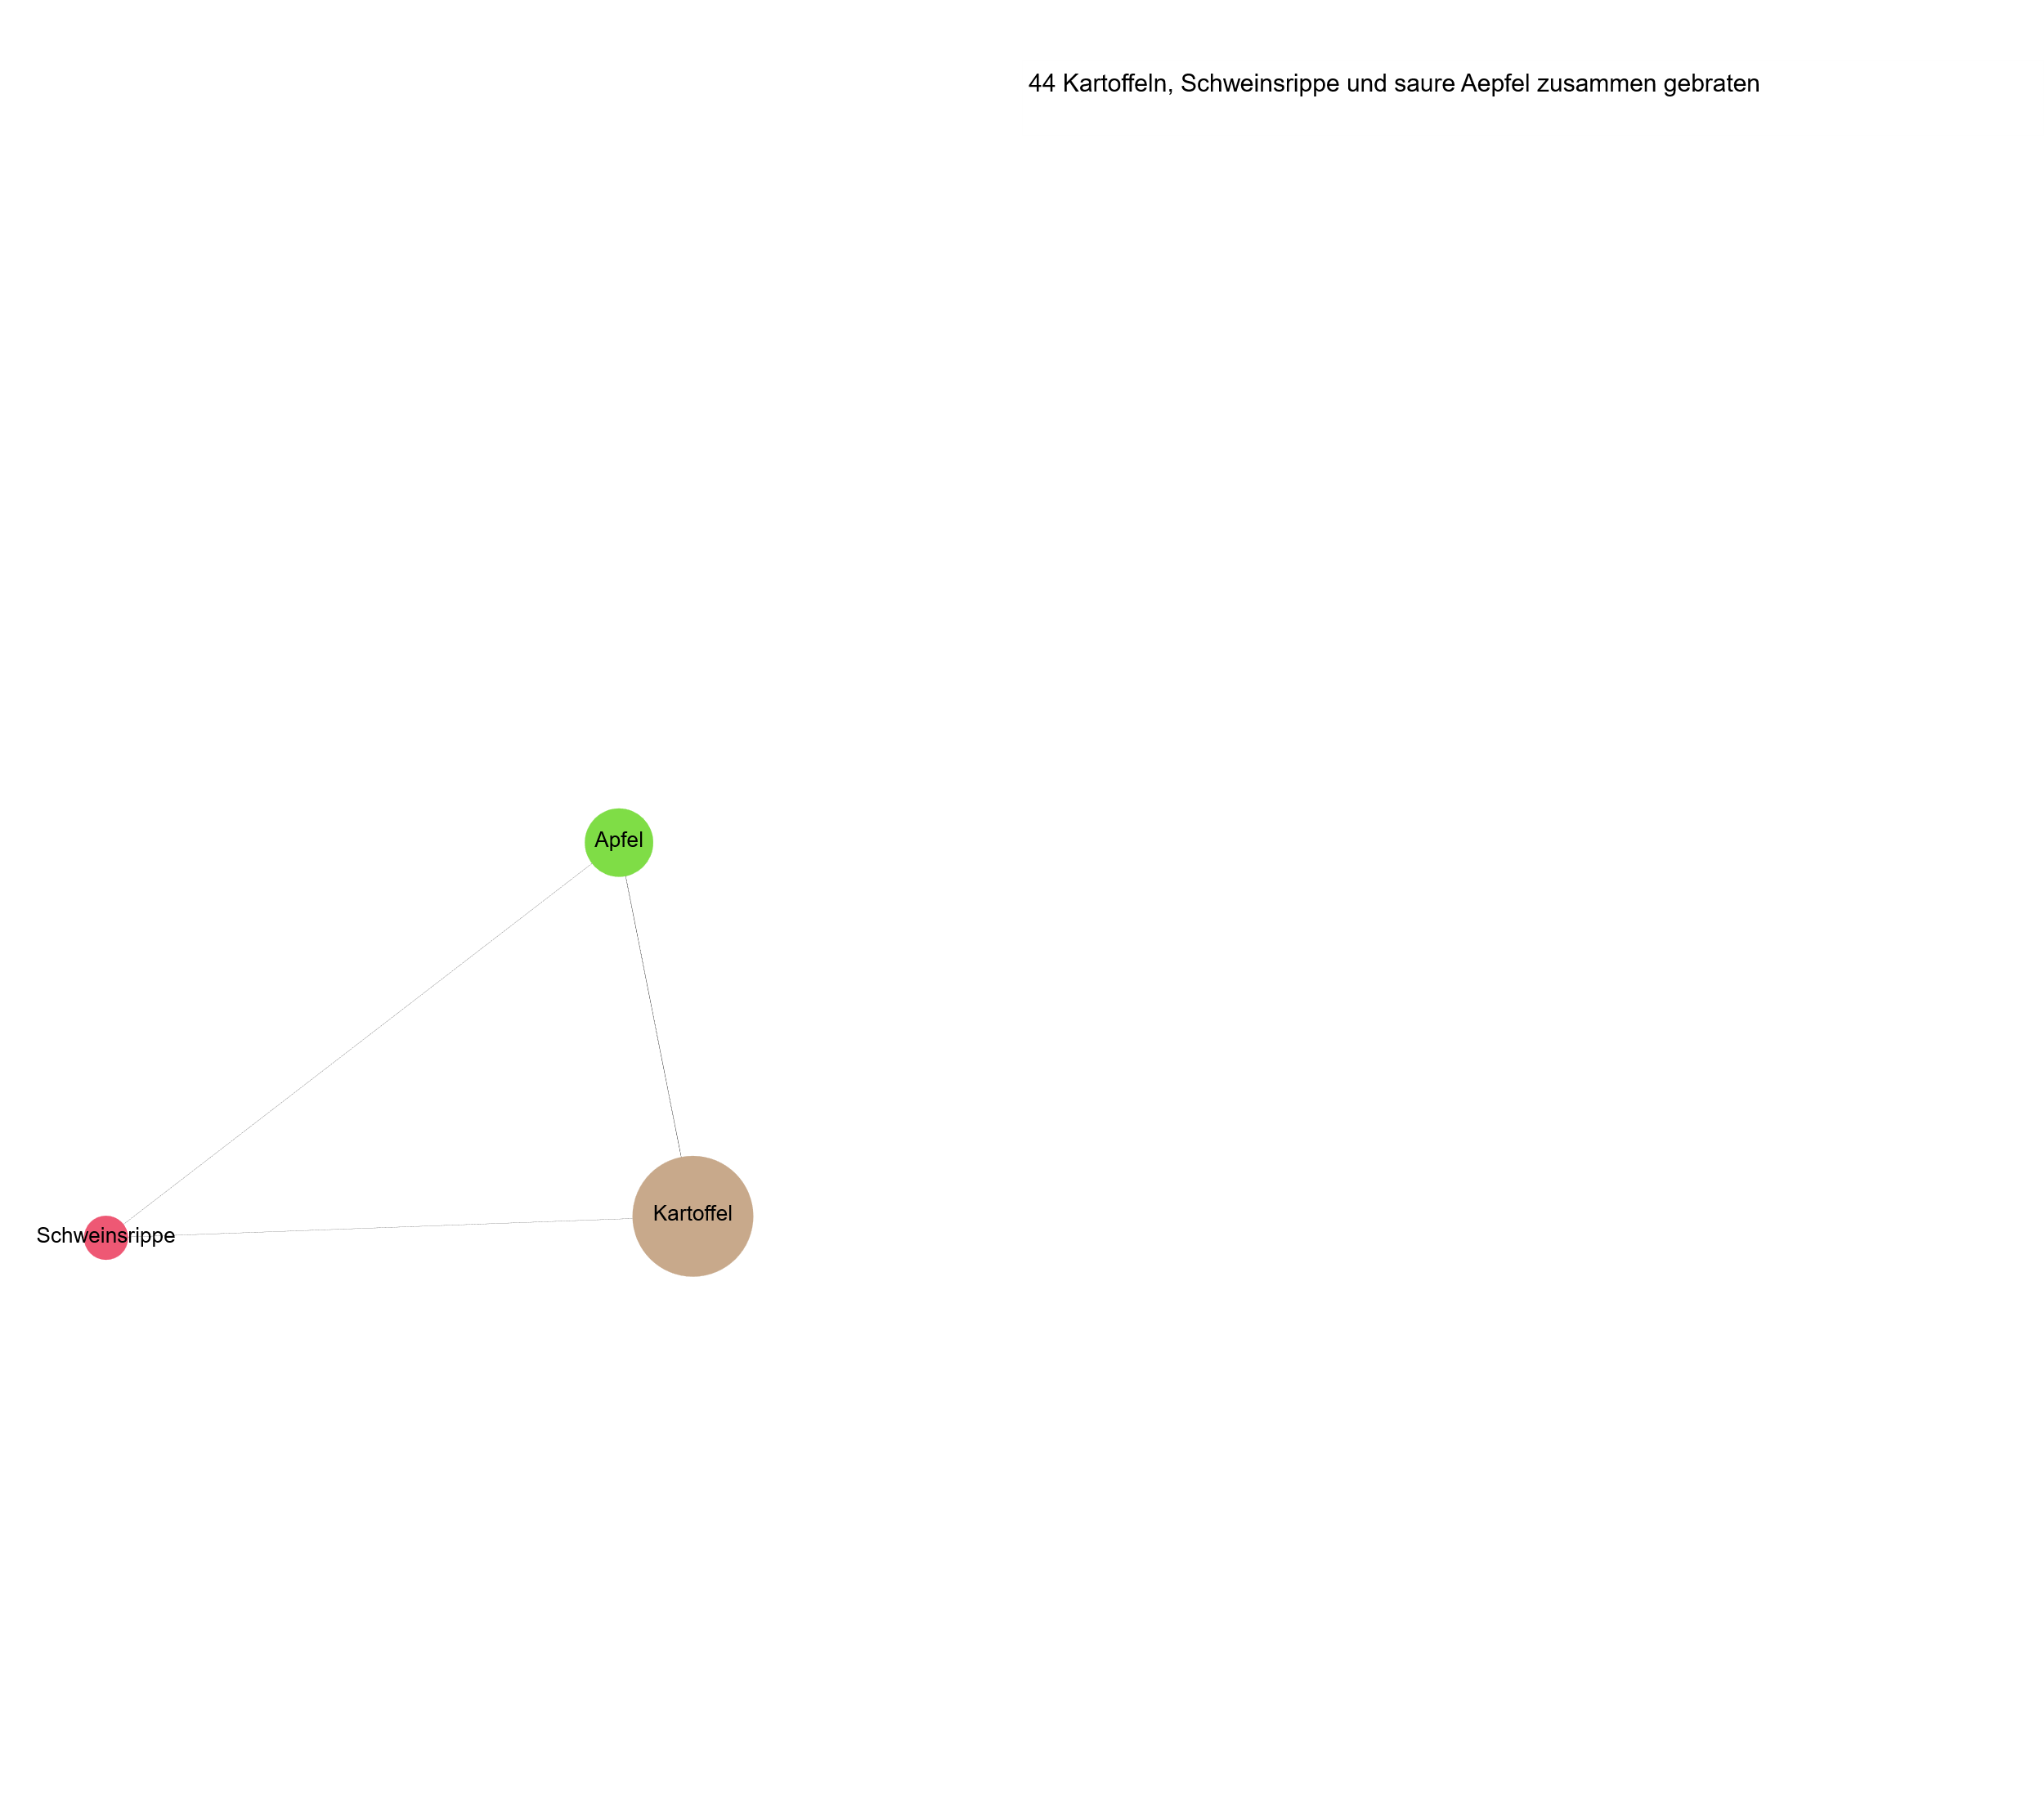 44 Kartoffeln, Schweinsrippe und saure Aepfel zusammen gebraten
Apfel
Kartoffel
Schweinsrippe